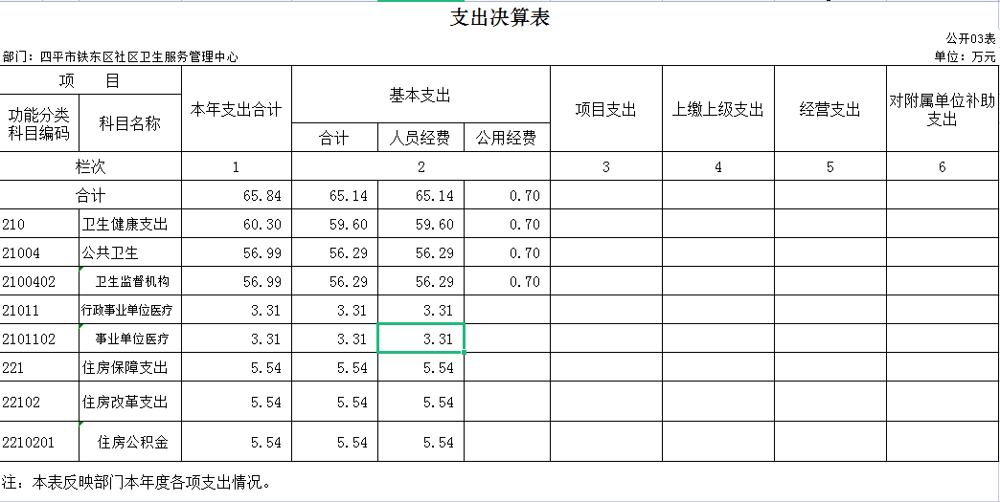 支出决算表
公开03表
部门：四平市铁东区社区卫生服务管理中心 单位：万元
项 目 本年支出合计 基本支出 项目支出 上缴上级支出 经营支出 对附属单位补助
支出
功能分类
科目编码 科目名称
合计 人员经费 公用经费
栏次 1 2 3 4 5 6
合计 65.84 65.14 65.14 0.70
210 卫生健康支出 60.30 59.60 59.60 0.70
21004 公共卫生 56.99 56.29 56.29 0.70
2100402 卫生监督机构 56.99 56.29 56.29 0.70
21011 行政事业单位医疗 3.31 3.31 3.31
2101102 事业单位医疗 3.31 3.31 3.31
221 住房保障支出 5.54 5.54 5.54
22102 住房改革支出 5.54 5.54 5.54
2210201 住房公积金 5.54 5.54 5.54
注：本表反映部门本年度各项支出情况。